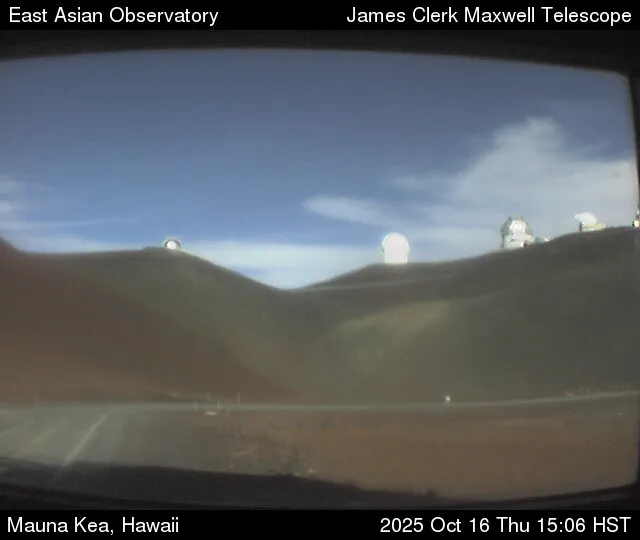 East Asian Observatory
James Clerk Maxwell Telescope
Mauna Kea, Hawaii
2025 Oct 16 Thu 15:06 HST